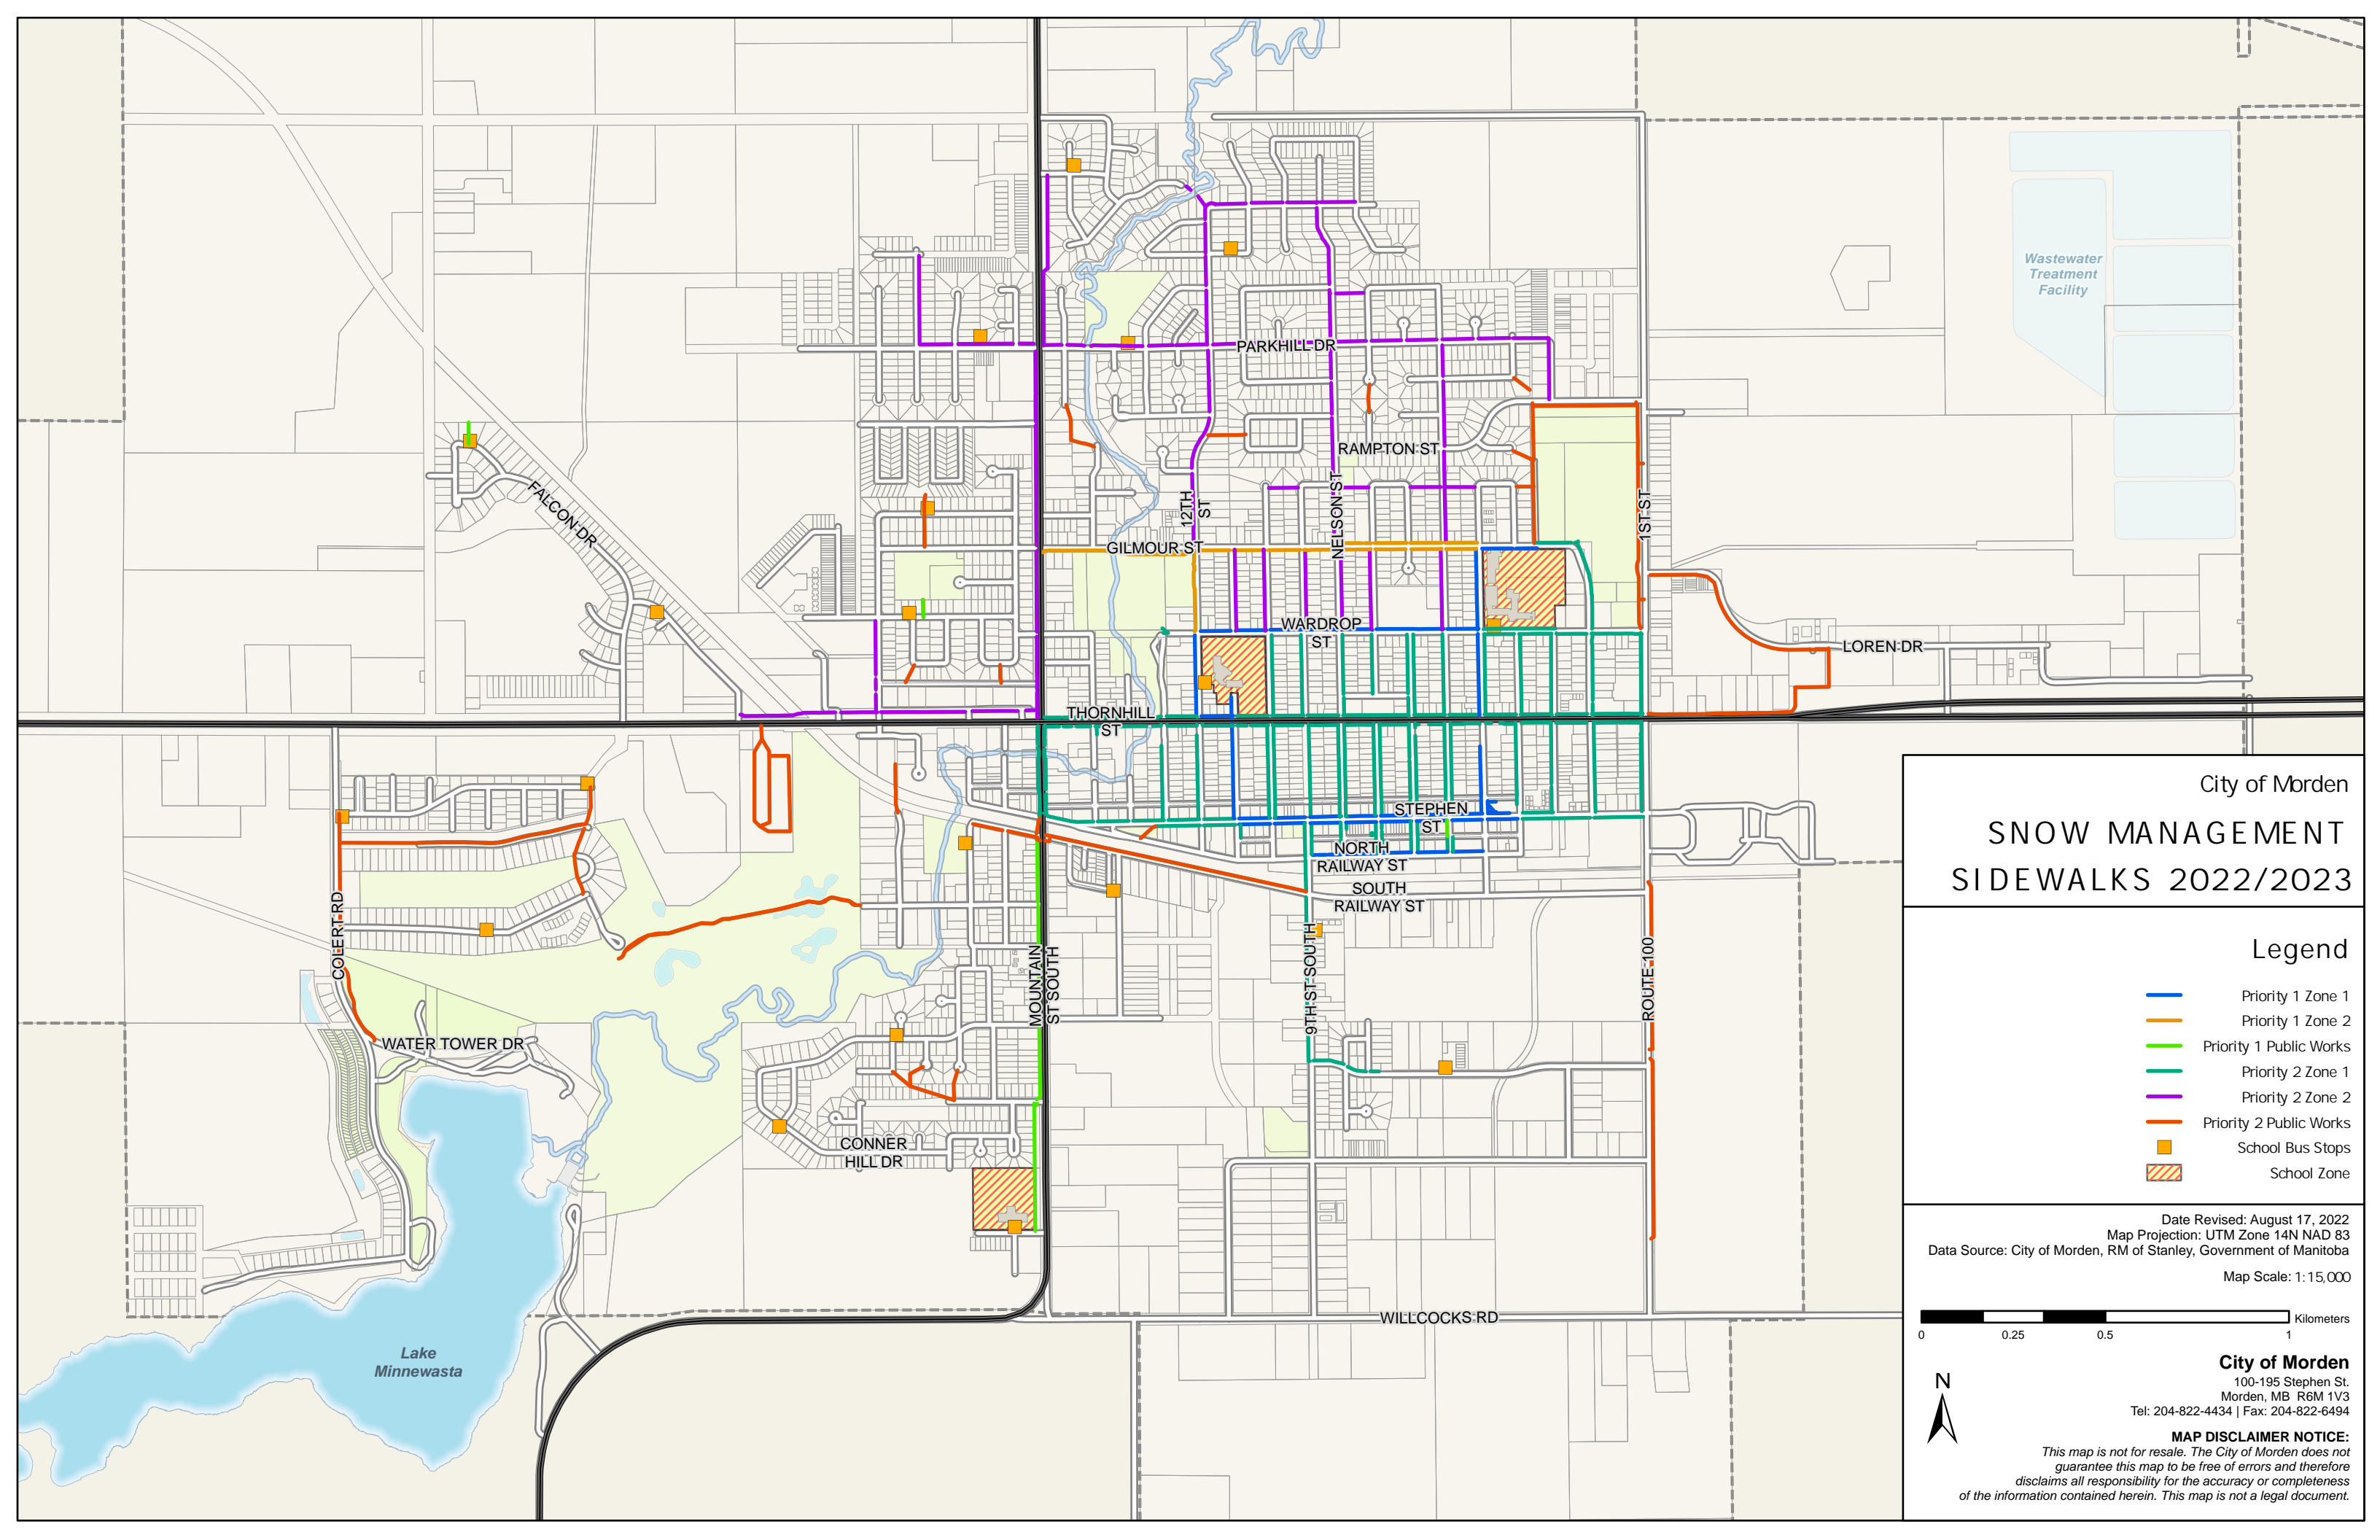 Wastewater
Treatment
Facility
PARKHILL DR
RAMPTON ST
FALCON DR
12TH
ST
NELSON ST
1ST ST
GILMOUR ST
WARDROP
ST
LOREN DR
THORNHILL
ST
STEPHEN
ST
NORTH
RAILWAY ST
SOUTH
RAILWAY ST
COLERT RD
MOUNTAIN
ST SOUTH
9TH ST SOUTH
ROUTE 100
WATER TOWER DR
CONNER
HILL DR
WILLCOCKS RD
Lake
Minnewasta
City of Morden
SNOW MANAGEMENT
SIDEWALKS 2022/2023
Legend
Priority 1 Zone 1
Priority 1 Zone 2
Priority 1 Public Works
Priority 2 Zone 1
Priority 2 Zone 2
Priority 2 Public Works
School Bus Stops
School Zone
Date Revised: August 17, 2022
Map Projection: UTM Zone 14N NAD 83
Data Source: City of Morden, RM of Stanley, Government of Manitoba
Map Scale: 1:15,000
Kilometers
0 0.25 0.5 1
N
City of Morden
100-195 Stephen St.
Morden, MB R6M 1V3
Tel: 204-822-4434 | Fax: 204-822-6494
MAP DISCLAIMER NOTICE:
This map is not for resale. The City of Morden does not
guarantee this map to be free of errors and therefore
disclaims all responsibility for the accuracy or completeness
of the information contained herein. This map is not a legal document.